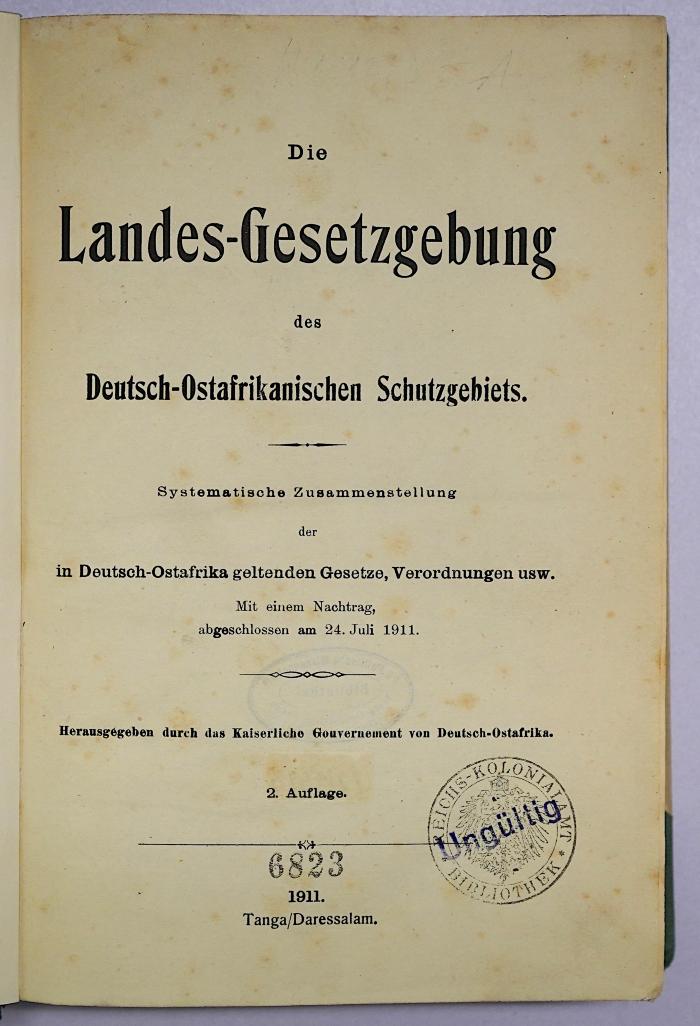 Die
Landes-Gesetzgebung
des
Deutsch-Ostafrikanischen Schutzgebiets.
Systematische Zusammenstellung
der
in Deutsch-Ostafrika geltenden Gesetze, Verordnungen usw.
Mit einem Nachtrag,
abgeschlossen am 24. Juli 1911.
Herausgegeben durch das Kaiserliche Gouvernement von Deutsch-Ostafrika.
2. Auflage.
REICHS-KOLONIALAMT
Ungültig
BIBLIOTHEK *
6823
1911.
Tanga/Daressalam.